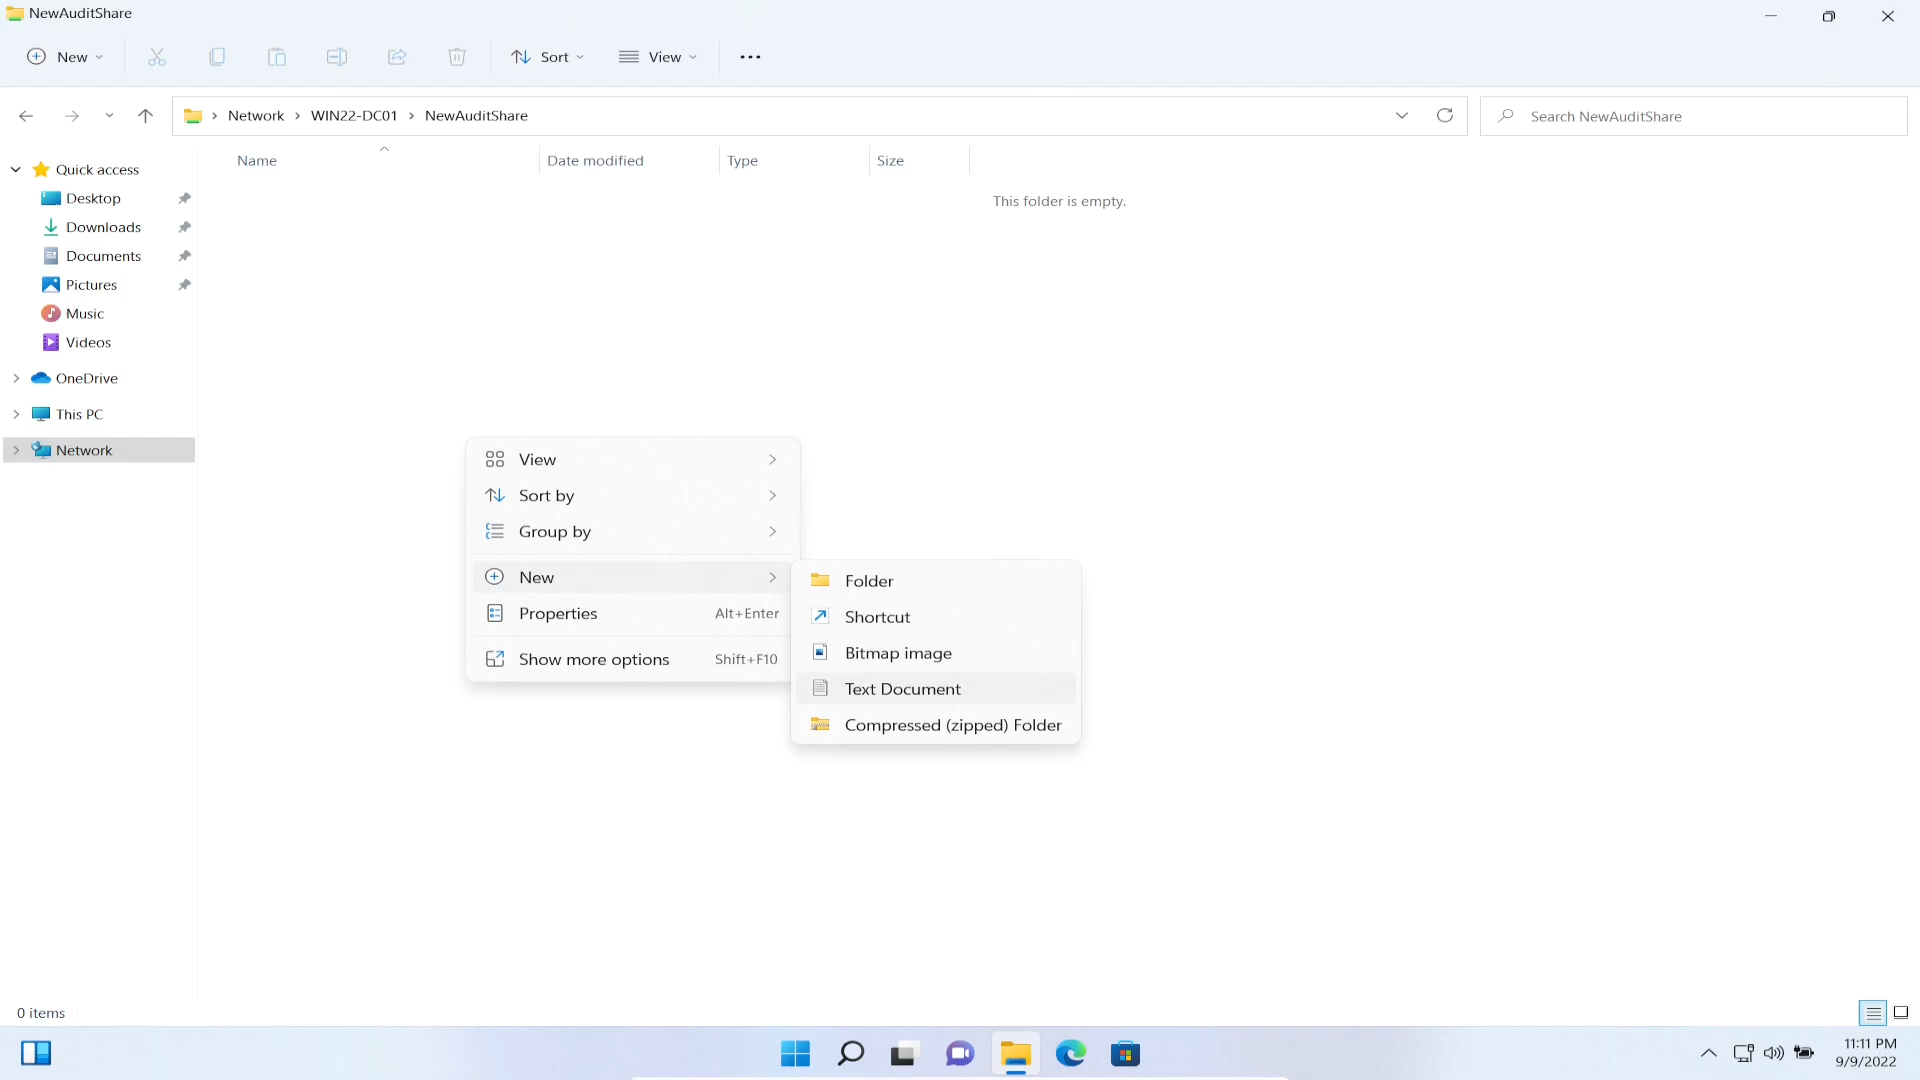 NewAuditShare
New
Sort
View
Network > WIN22-DC01 > NewAuditShare
Search NewAuditShare
Name Date modified Type Size
This folder is empty.
Quick access
Desktop
Downloads
Documents
Pictures
Music
Videos
OneDrive
This PC
Network
View
Sort by
Group by
New
Properties Alt+Enter
Show more options Shift+F10
Folder
Shortcut
Bitmap image
Text Document
Compressed (zipped) Folder
0 items
11:11 PM
9/9/2022